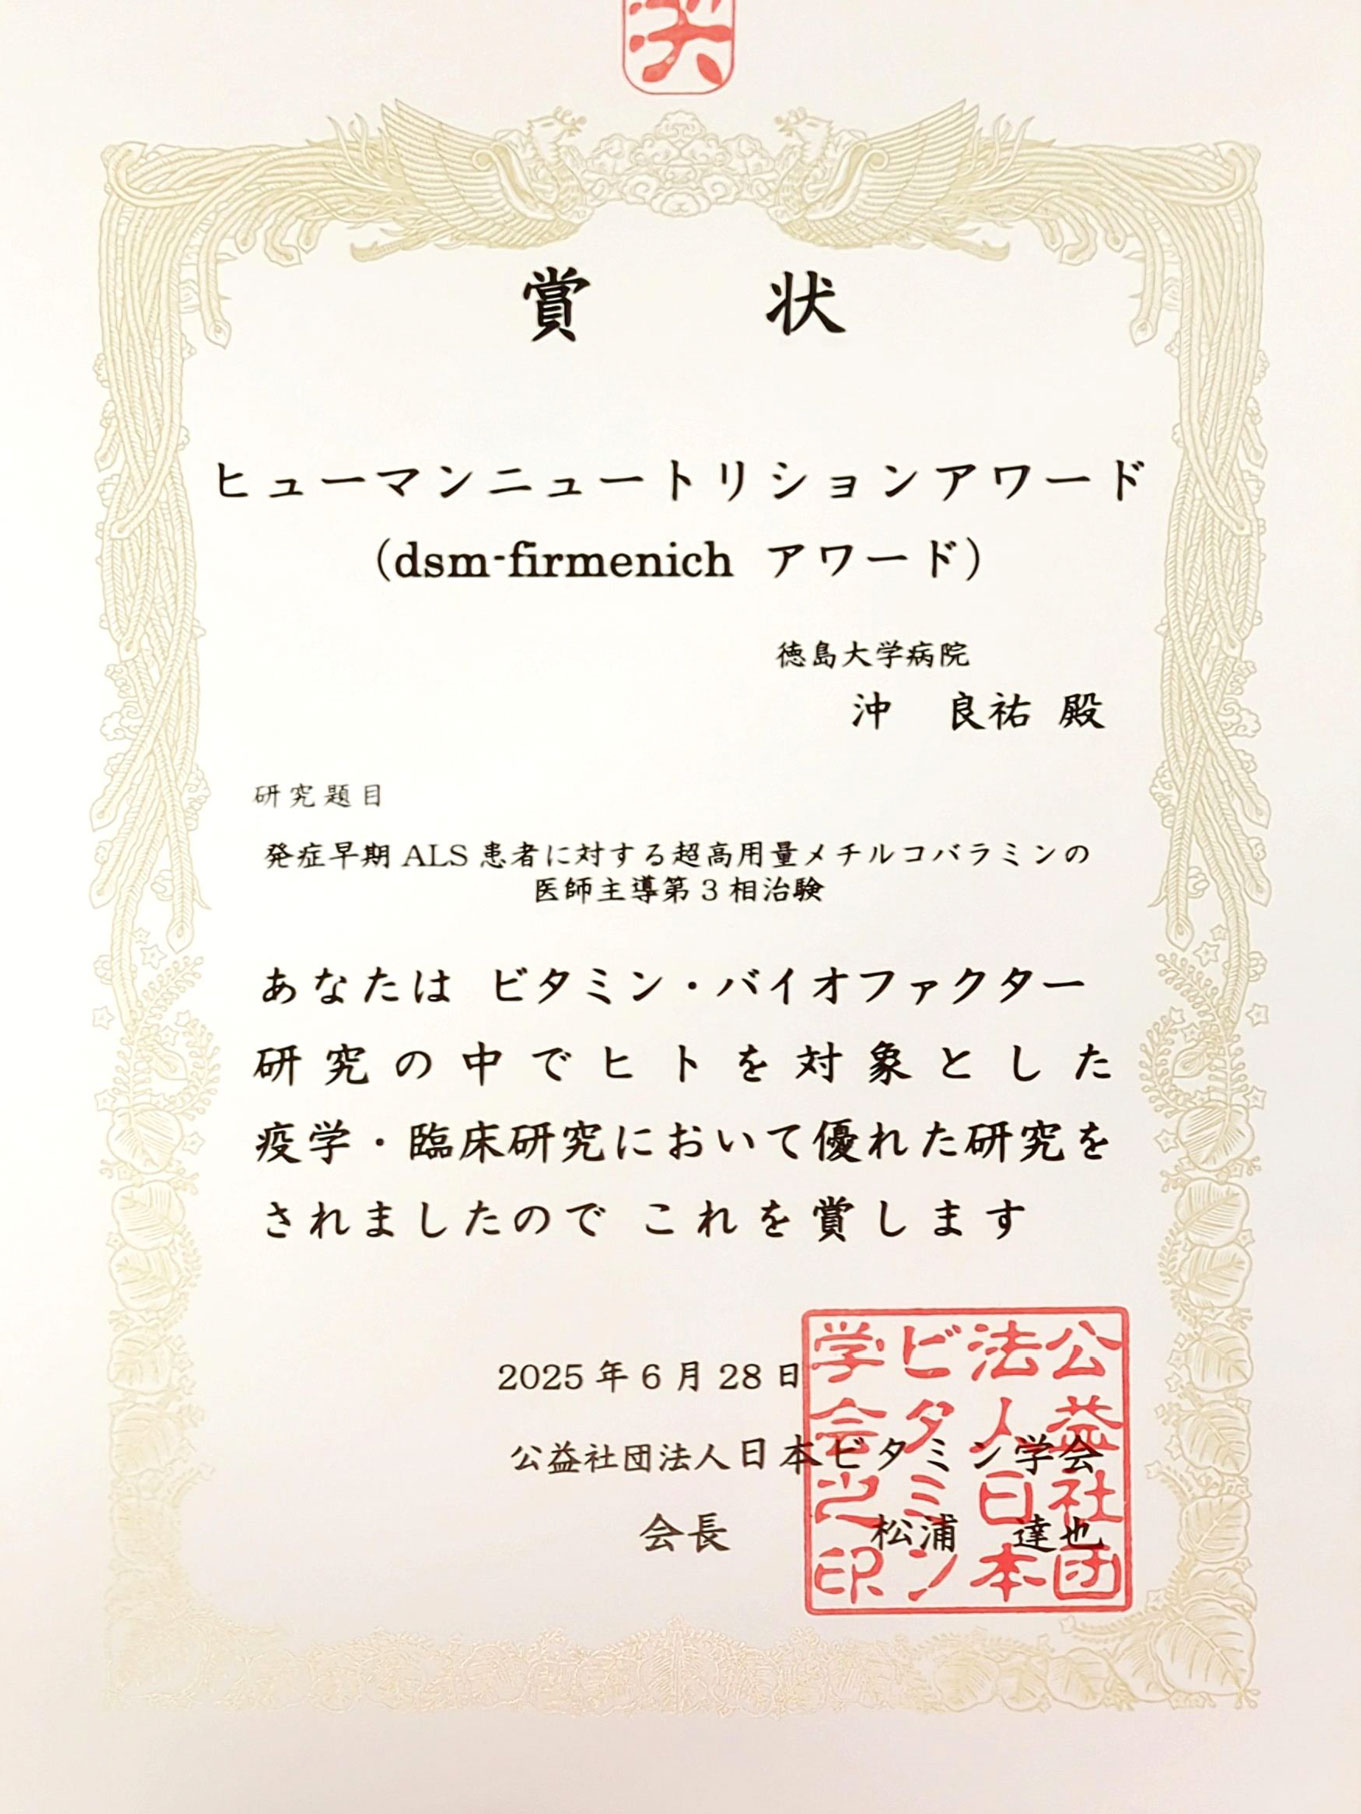 賞状
ヒューマンニュートリションアワード
（dsm-firmenich アワード）
徳島大学病院
沖 良祐 殿
研究題目
発症早期 ALS 患者に対する超高用量メチルコバラミンの
医師主導第 3 相治験
あなたは ビタミン・バイオファクター
研究の中でヒトを対象とした
疫学・臨床研究において優れた研究を
されましたので これを賞します
2025 年 6 月 28 日
公益社団法人日本ビタミン学会
会長 松浦 達也
公益社団
法人日本
ビタミン
学会之印